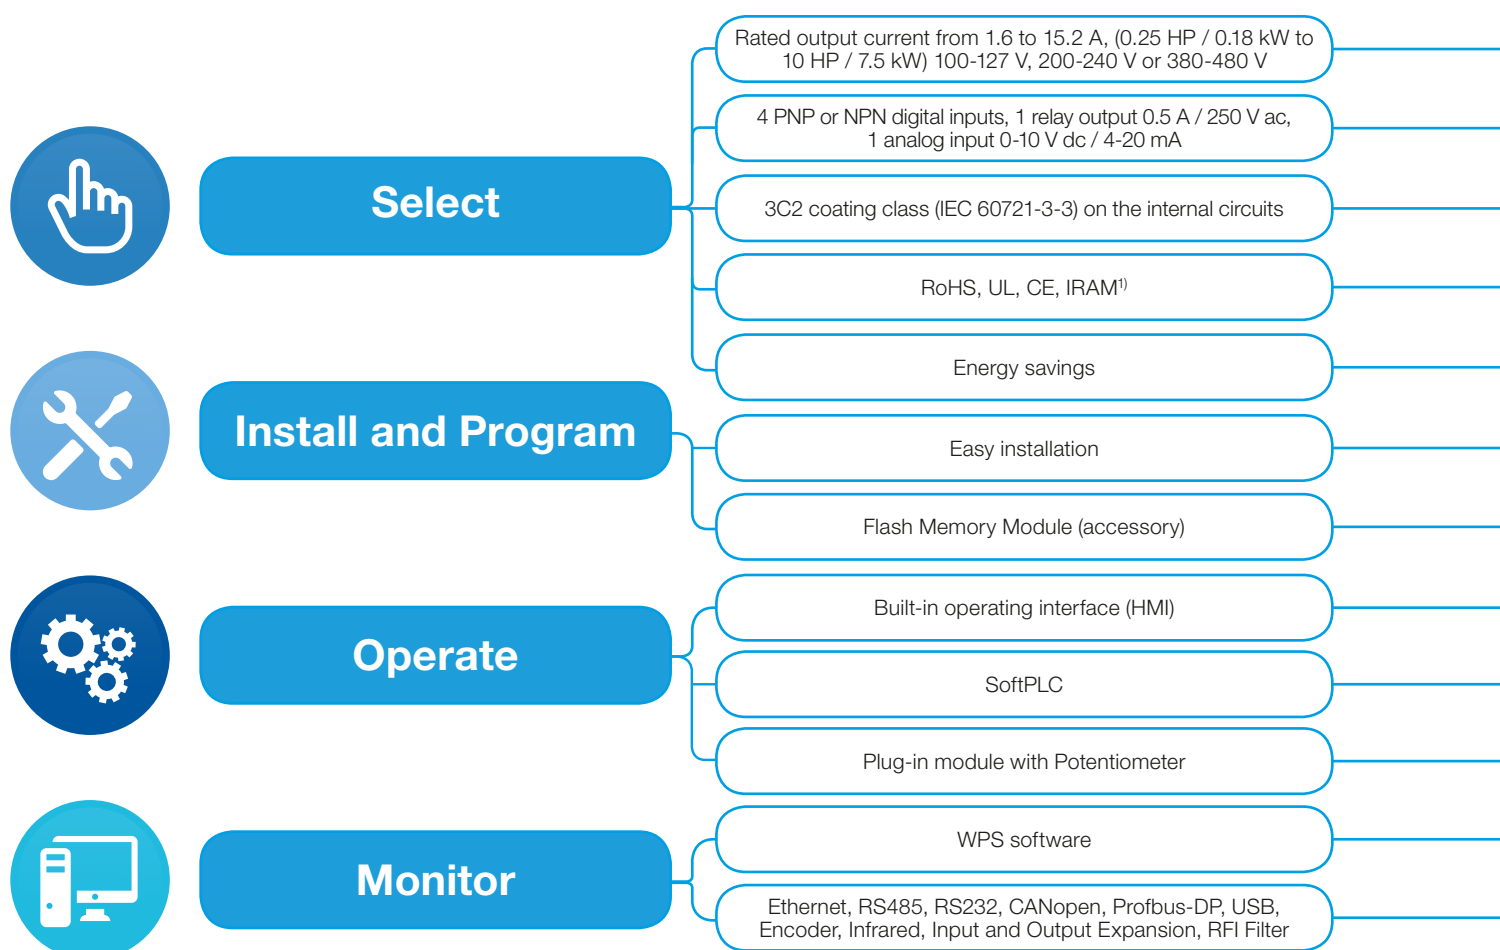 Select
Rated output current from 1.6 to 15.2 A, (0.25 HP / 0.18 kW to
10 HP / 7.5 kW) 100-127 V, 200-240 V or 380-480 V
4 PNP or NPN digital inputs, 1 relay output 0.5 A / 250 V ac,
1 analog input 0-10 V dc / 4-20 mA
3C2 coating class (IEC 60721-3-3) on the internal circuits
RoHS, UL, CE, IRAM¹⁾
Energy savings
Install and Program
Easy installation
Flash Memory Module (accessory)
Operate
Built-in operating interface (HMI)
SoftPLC
Plug-in module with Potentiometer
Monitor
WPS software
Ethernet, RS485, RS232, CANopen, Profbus-DP, USB,
Encoder, Infrared, Input and Output Expansion, RFI Filter